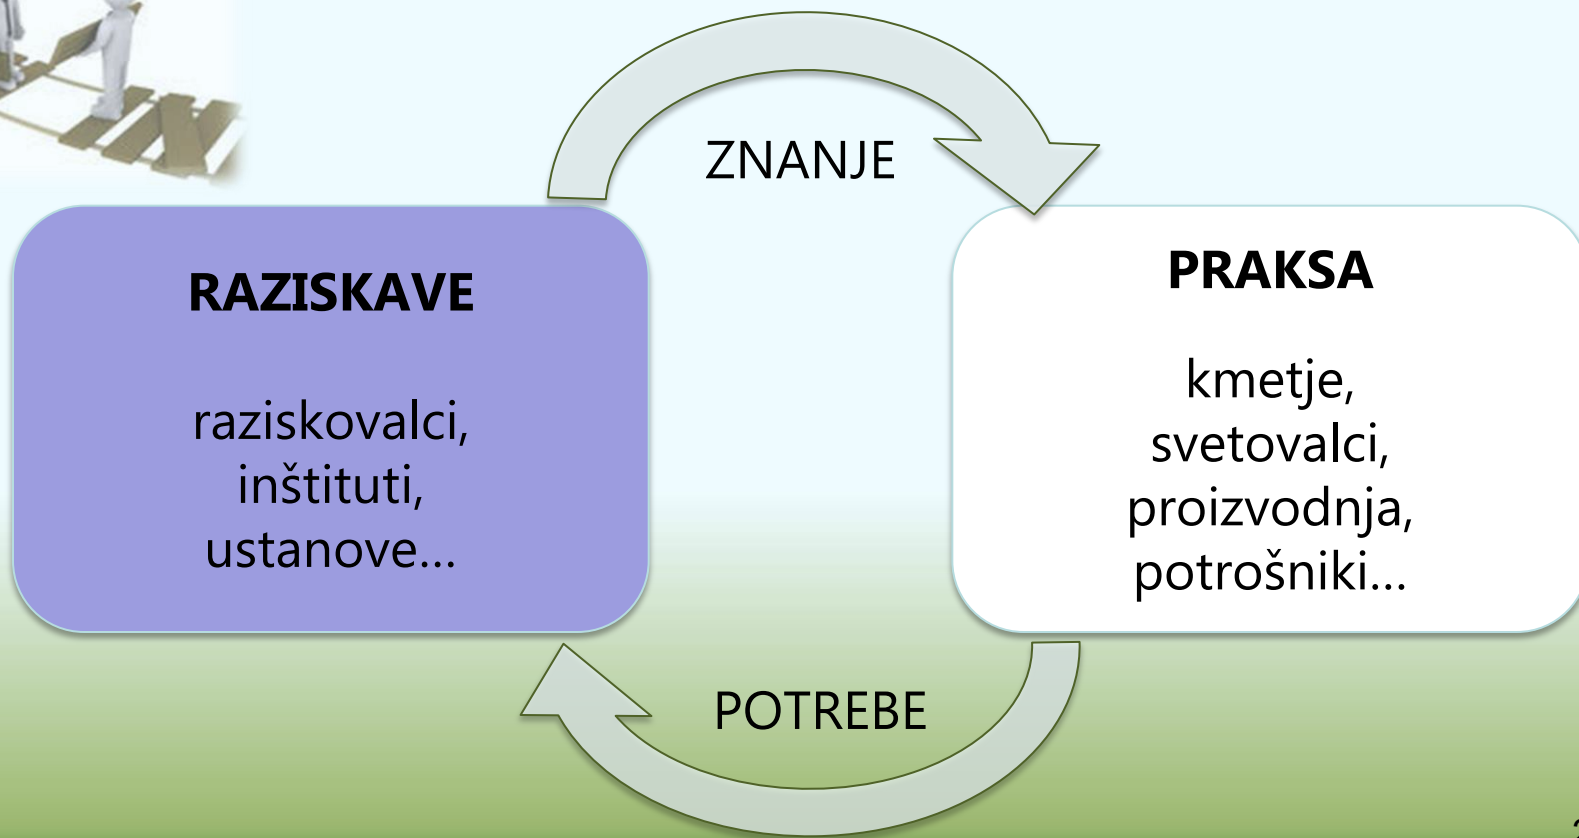 ZNANJE
RAZISKAVE
raziskovalci,
inštituti,
ustanove...
PRAKSA
kmetje,
svetovalci,
proizvodnja,
potrošniki...
POTREBE